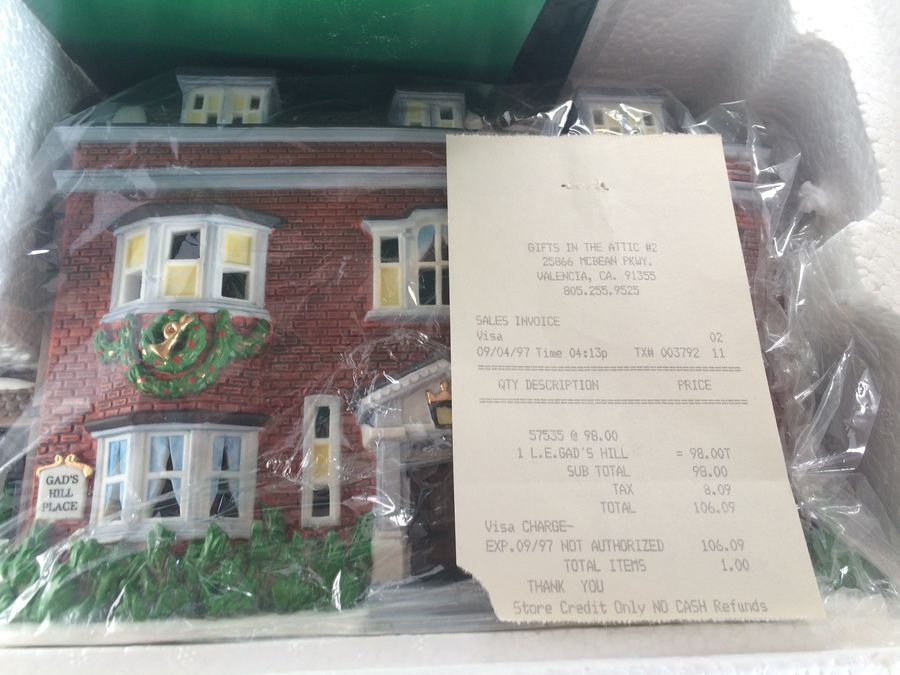 GAD'S
HILL
PLACE
GIFTS IN THE ATTIC #2
25866 MCBEAN PKWY.
VALENCIA, CA. 91355
805.255.9525
SALES INVOICE
Visa 02
09/04/97 Time 04:13p TX# 003792 11
QTY DESCRIPTION PRICE
57535 @ 98.00
1 L.E.GAD'S HILL = 98.00T
SUB TOTAL 98.00
TAX 8.09
TOTAL 106.09
Visa CHARGE-
EXP.09/97 NOT AUTHORIZED 106.09
TOTAL ITEMS 1.00
THANK YOU
Store Credit Only NO CASH Refunds